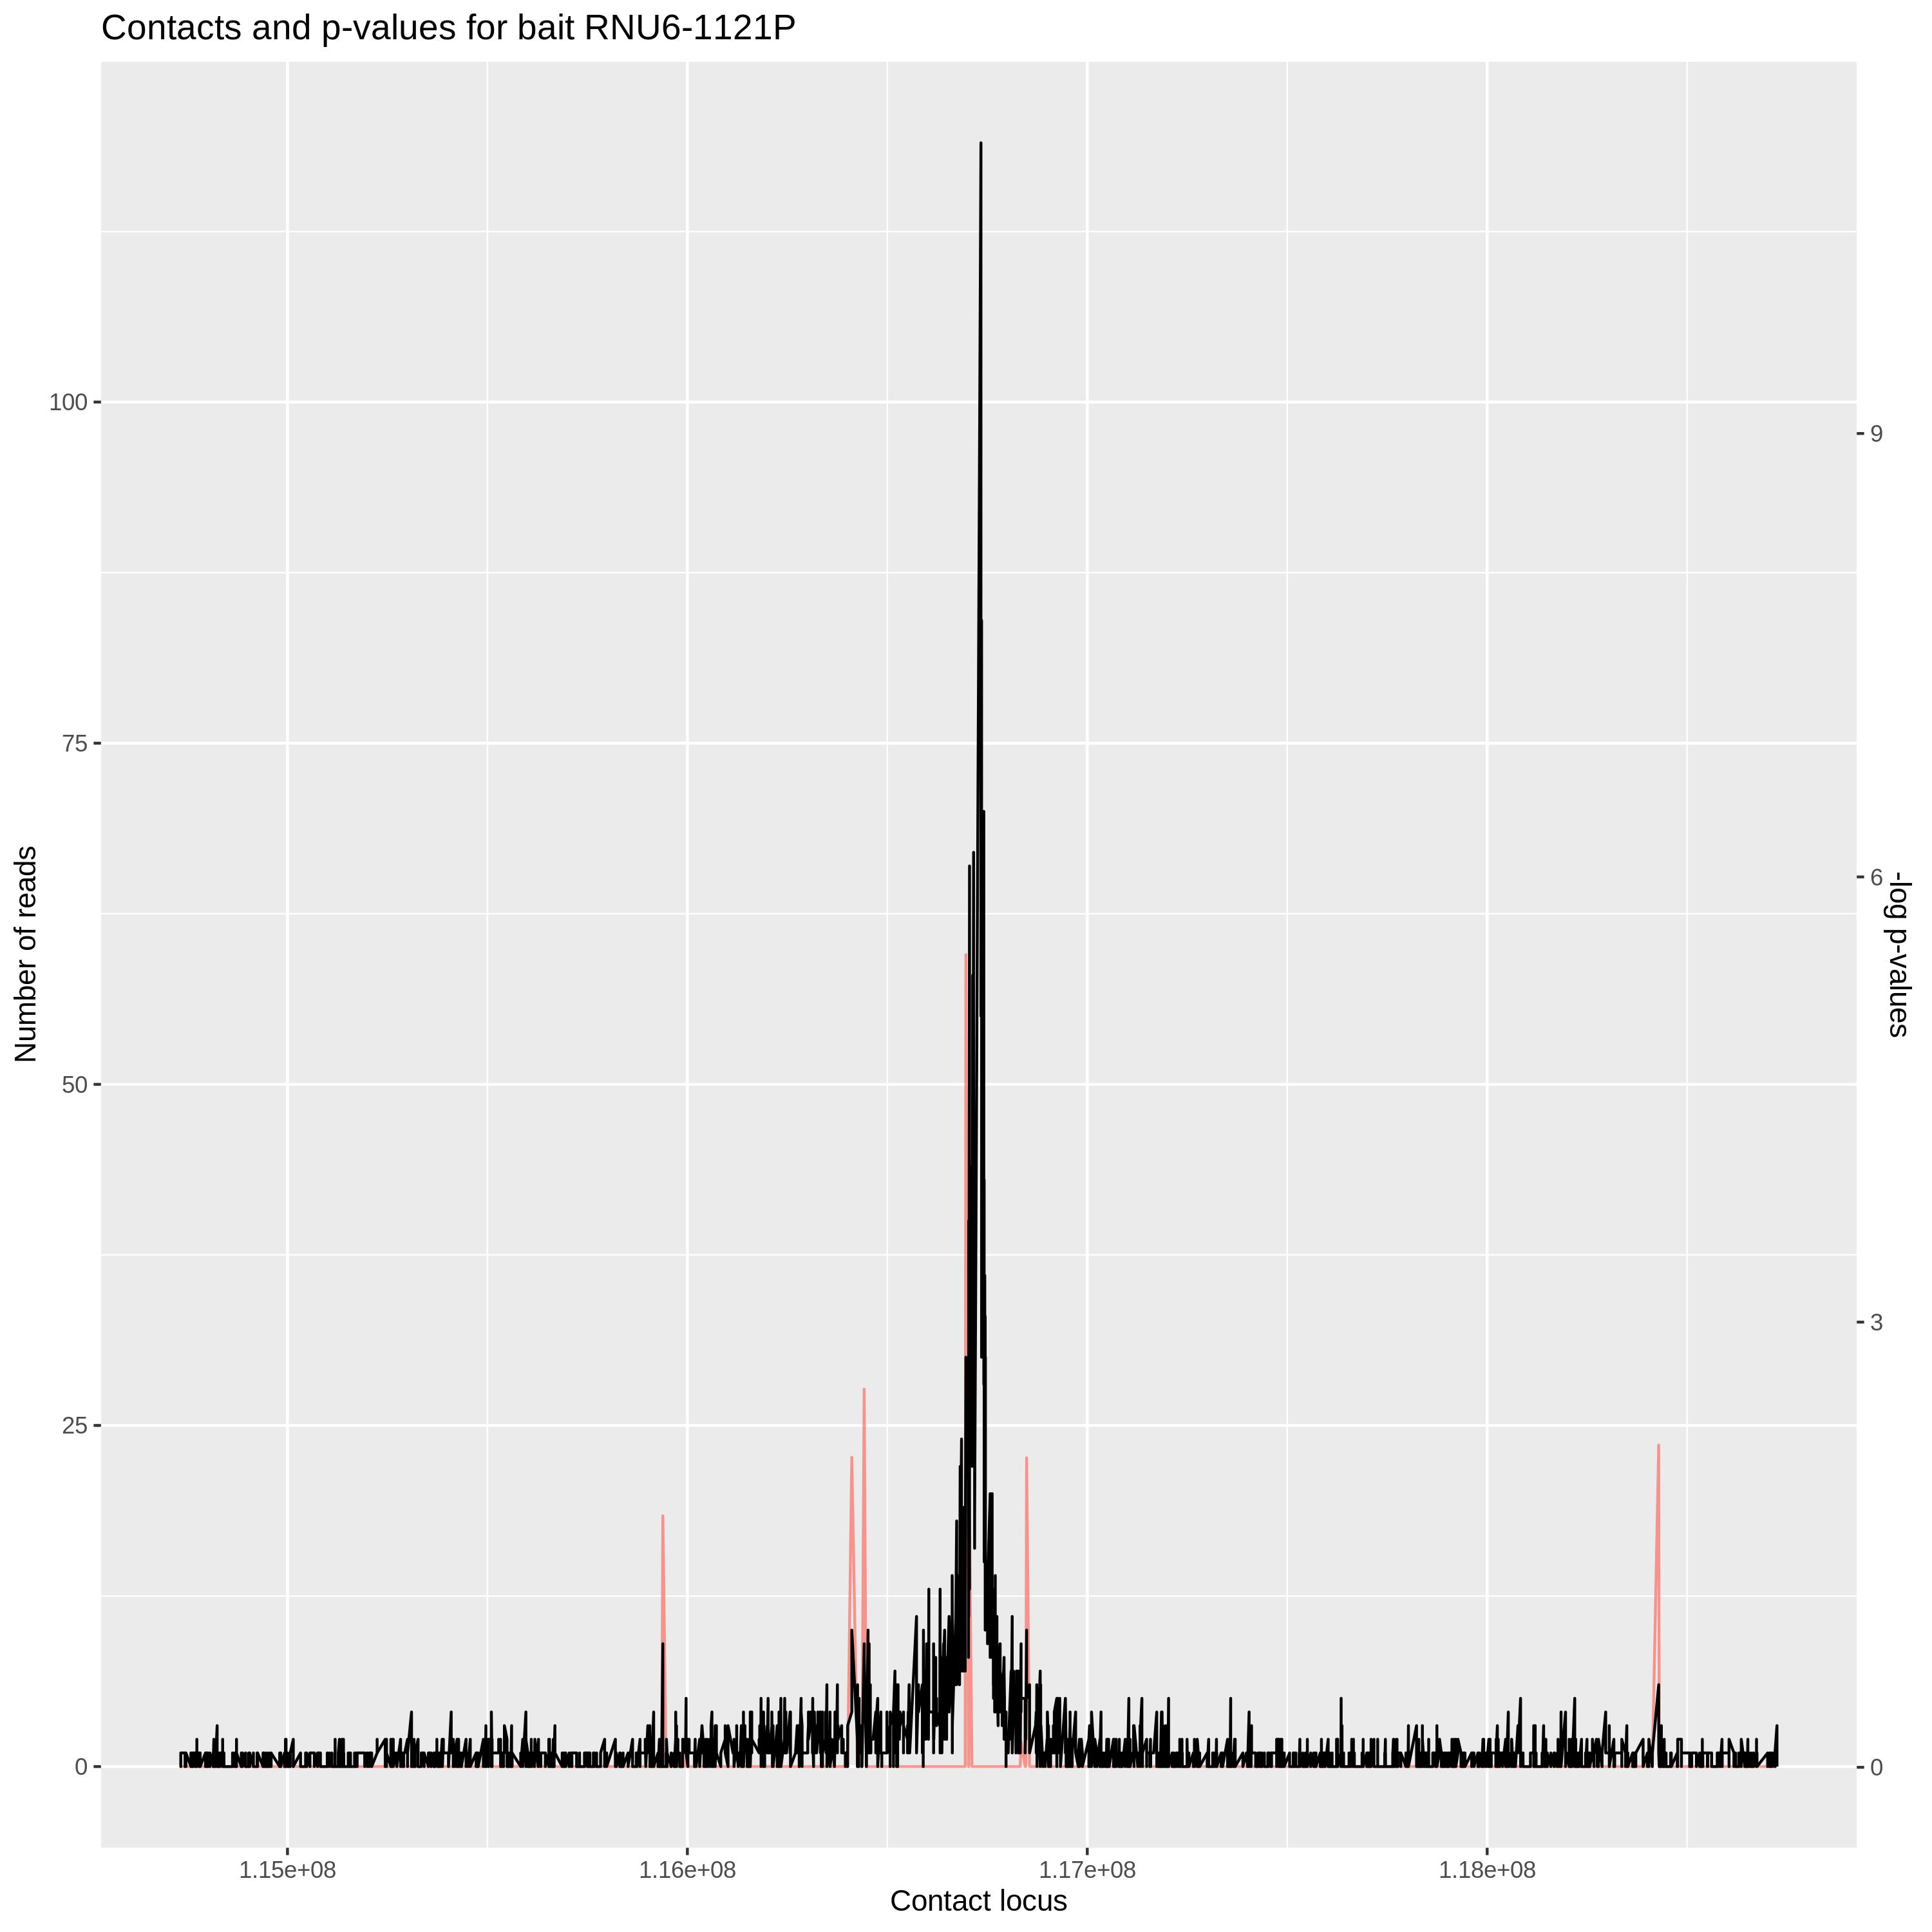 Contacts and p-values for bait RNU6-1121P
100
75
50
25
0
Number of reads
9
6
3
0
-log p-values
1.15e+08
1.16e+08
1.17e+08
1.18e+08
Contact locus